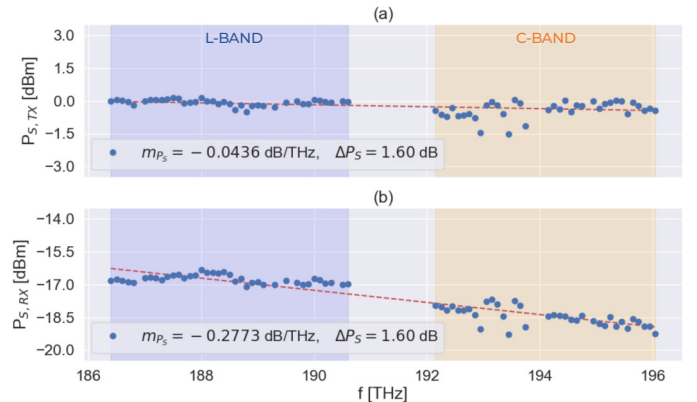 (a)
L-BAND
C-BAND
3.0
1.5
0.0
−1.5
−3.0
P_{S, TX} [dBm]
m_{P_S} = − 0.0436 dB/THz, ΔP_S = 1.60 dB
(b)
−14.0
−15.5
−17.0
−18.5
−20.0
P_{S, RX} [dBm]
m_{P_S} = − 0.2773 dB/THz, ΔP_S = 1.60 dB
186 188 190 192 194 196
f [THz]